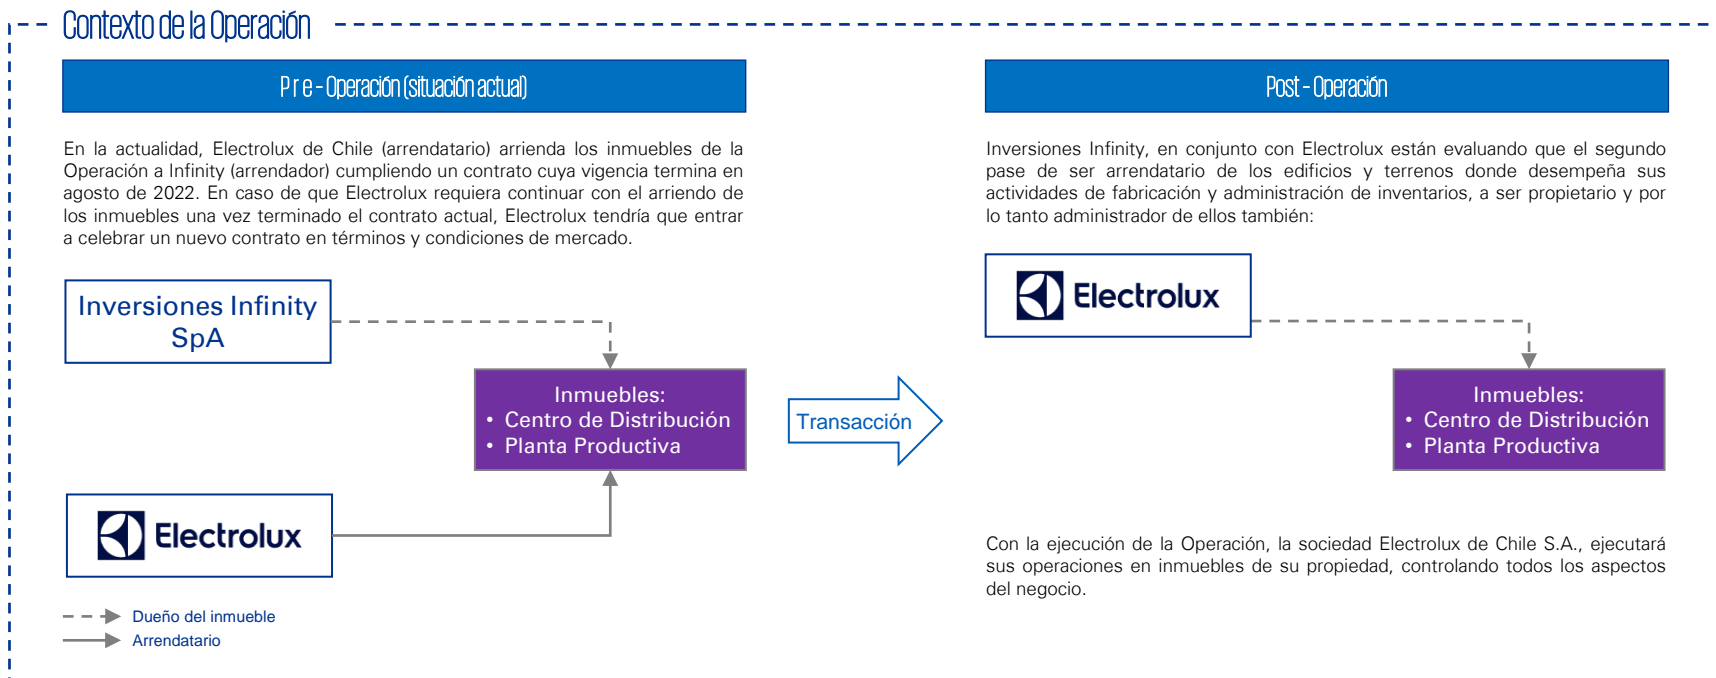 Contexto de la Operación
P r e - Operación (situación actual)
En la actualidad, Electrolux de Chile (arrendatario) arrienda los inmuebles de la
Operación a Infinity (arrendador) cumpliendo un contrato cuya vigencia termina en
agosto de 2022. En caso de que Electrolux requiera continuar con el arriendo de
los inmuebles una vez terminado el contrato actual, Electrolux tendría que entrar
a celebrar un nuevo contrato en términos y condiciones de mercado.
Inversiones Infinity
SpA
Inmuebles:
• Centro de Distribución
• Planta Productiva
Electrolux
Dueño del inmueble
Arrendatario
Transacción
Post - Operación
Inversiones Infinity, en conjunto con Electrolux están evaluando que el segundo
pase de ser arrendatario de los edificios y terrenos donde desempeña sus
actividades de fabricación y administración de inventarios, a ser propietario y por
lo tanto administrador de ellos también:
Electrolux
Inmuebles:
• Centro de Distribución
• Planta Productiva
Con la ejecución de la Operación, la sociedad Electrolux de Chile S.A., ejecutará
sus operaciones en inmuebles de su propiedad, controlando todos los aspectos
del negocio.